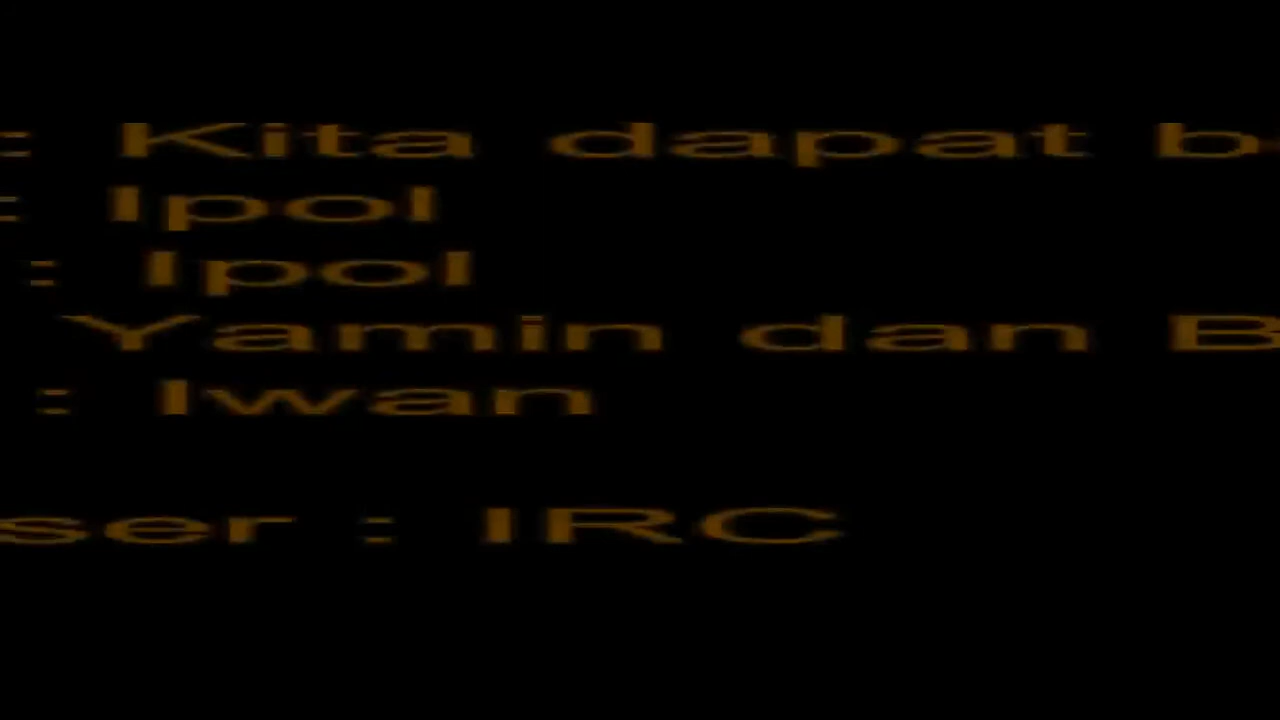 : Kita dapat b
: Ipol
: Ipol
Yamin dan B
: Iwan
ser : IRC